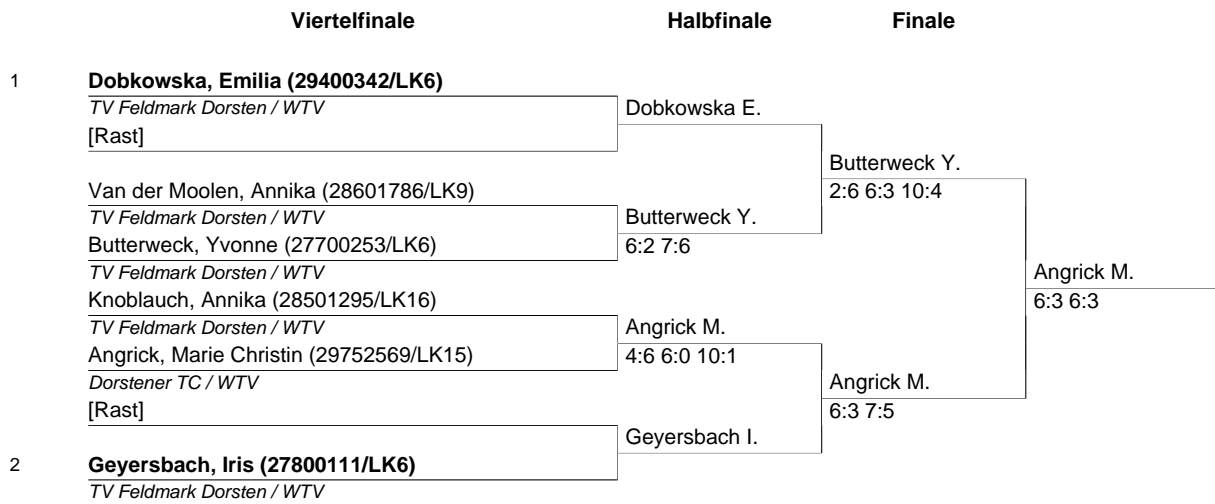 Viertelfinale Halbfinale Finale
1 Dobkowska, Emilia (29400342/LK6)
TV Feldmark Dorsten / WTV Dobkowska E.
[Rast]
Butterweck Y.
Van der Moolen, Annika (28601786/LK9) 2:6 6:3 10:4
TV Feldmark Dorsten / WTV Butterweck Y.
Butterweck, Yvonne (27700253/LK6) 6:2 7:6
TV Feldmark Dorsten / WTV Angrick M.
Knoblauch, Annika (28501295/LK16) 6:3 6:3
TV Feldmark Dorsten / WTV Angrick M.
Angrick, Marie Christin (29752569/LK15) 4:6 6:0 10:1
Dorstener TC / WTV Angrick M.
[Rast] 6:3 7:5
Geyersbach I.
2 Geyersbach, Iris (27800111/LK6)
TV Feldmark Dorsten / WTV